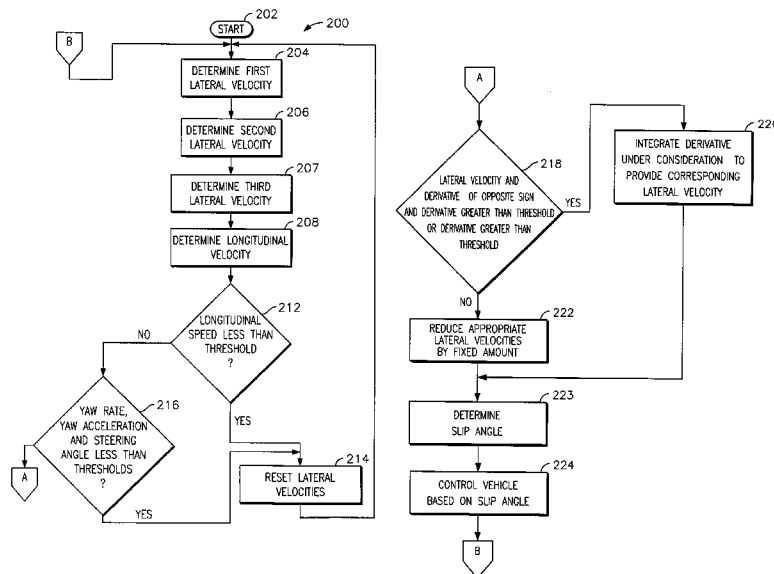 B
202
START
200
204
DETERMINE FIRST
LATERAL VELOCITY
206
DETERMINE SECOND
LATERAL VELOCITY
207
DETERMINE THIRD
LATERAL VELOCITY
208
DETERMINE LONGITUDINAL
VELOCITY
212
LONGITUDINAL
SPEED LESS THAN
THRESHOLD
?
NO
YES
216
YAW RATE,
YAW ACCELERATION
AND STEERING
ANGLE LESS THAN
THRESHOLDS
?
A
YES
214
RESET LATERAL
VELOCITIES
A
218
LATERAL VELOCITY AND
DERIVATIVE OF OPPOSITE SIGN
AND DERIVATIVE GREATER THAN THRESHOLD
OR DERIVATIVE GREATER THAN
THRESHOLD
YES
NO
INTEGRATE DERIVATIVE
UNDER CONSIDERATION TO
PROVIDE CORRESPONDING
LATERAL VELOCITY
222
REDUCE APPROPRIATE
LATERAL VELOCITIES
BY FIXED AMOUNT
223
DETERMINE
SLIP ANGLE
224
CONTROL VEHICLE
BASED ON SLIP ANGLE
B